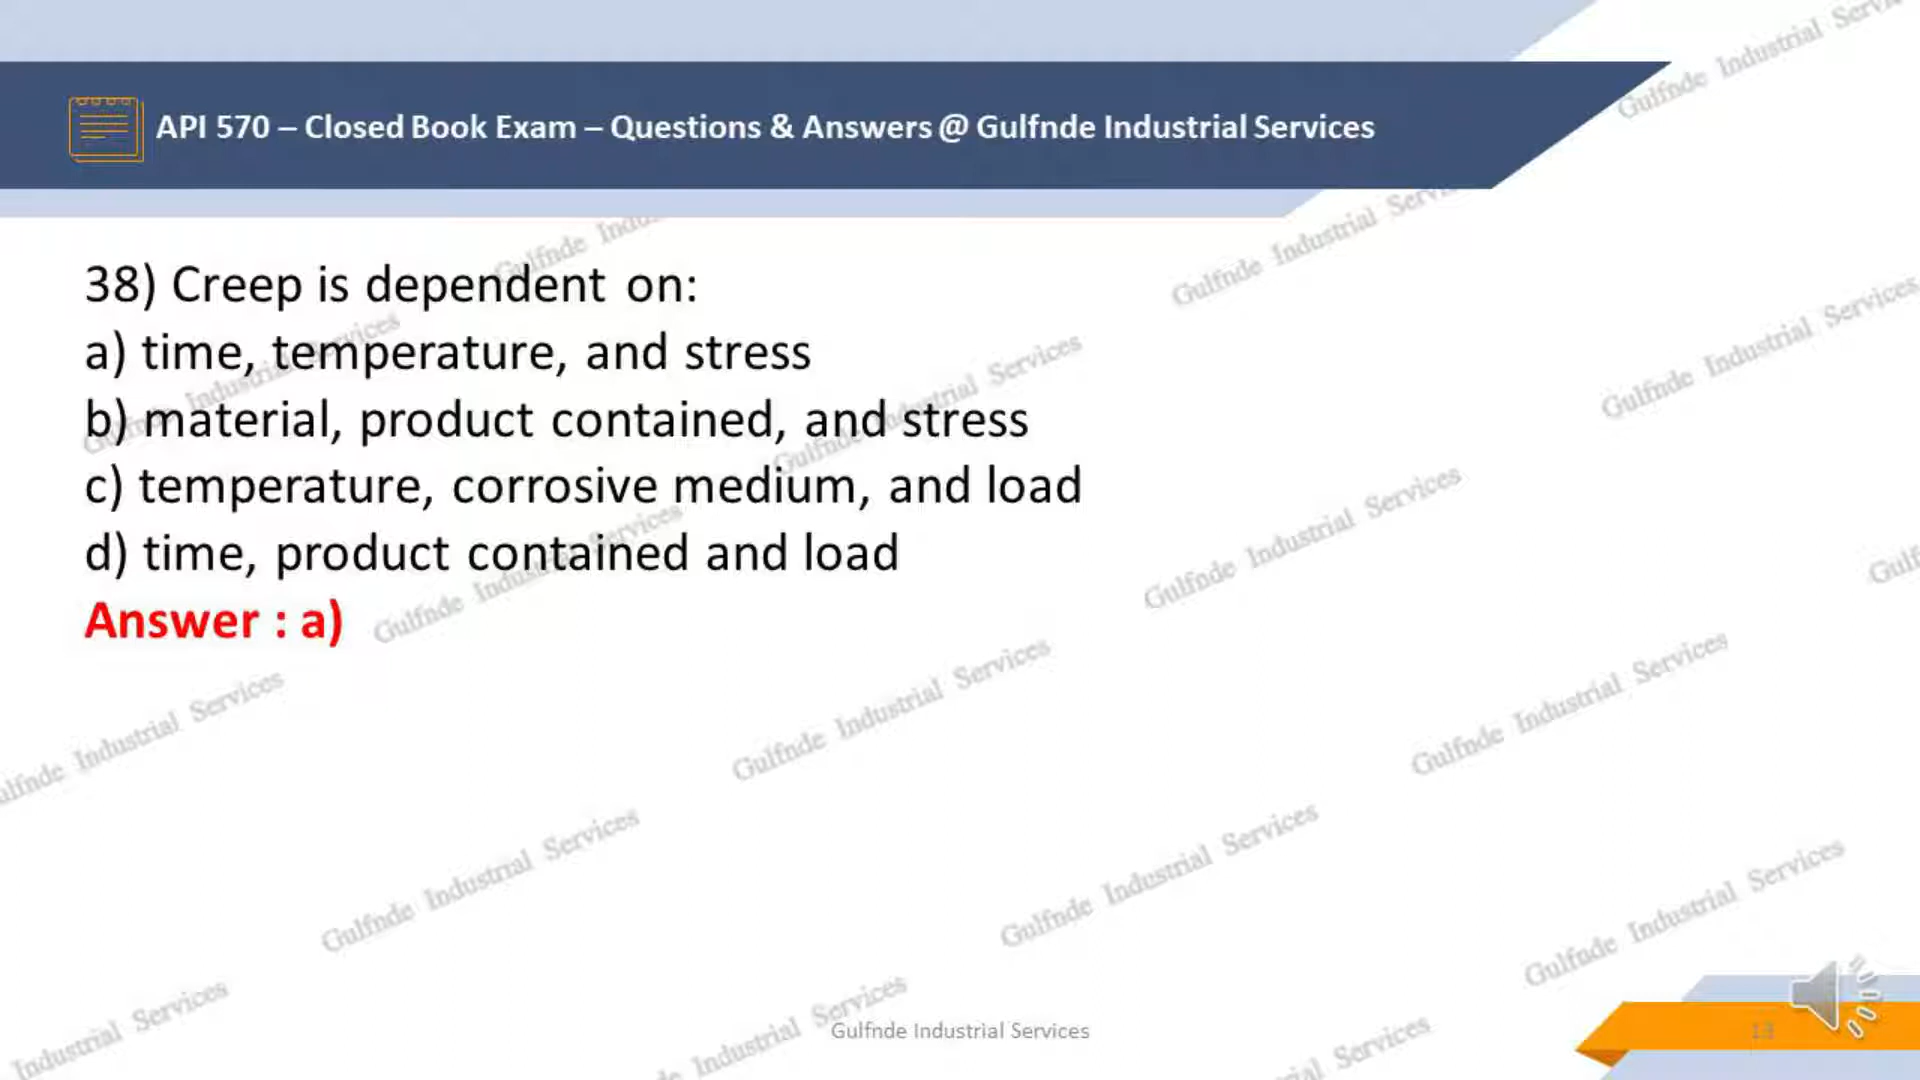 API 570 – Closed Book Exam – Questions & Answers @ Gulfnde Industrial Services
38) Creep is dependent on:
a) time, temperature, and stress
b) material, product contained, and stress
c) temperature, corrosive medium, and load
d) time, product contained and load
Answer : a)
Gulfnde Industrial Services
13